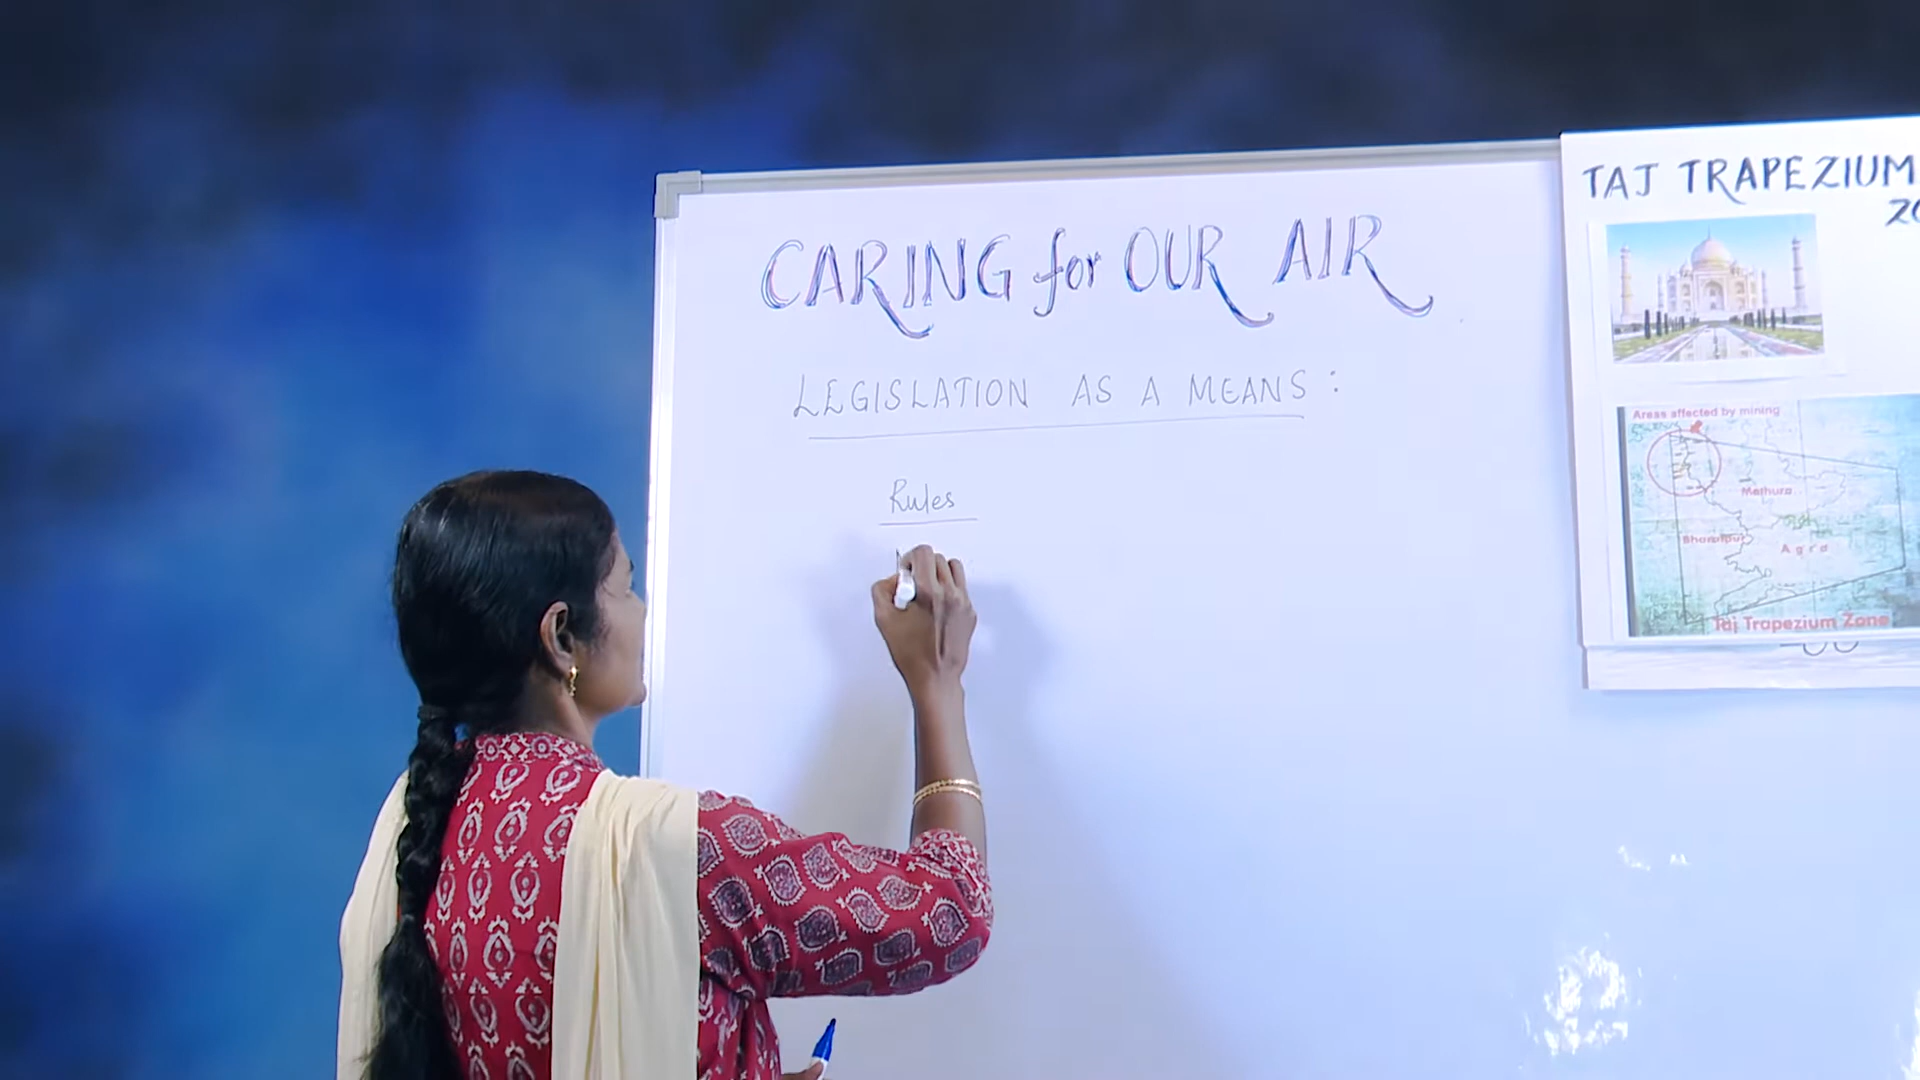 CARING for OUR AIR
LEGISLATION AS A MEANS :
Rules
TAJ TRAPEZIUM
Areas affected by mining
Mathura
Bharatpur
Agra
Taj Trapezium Zone